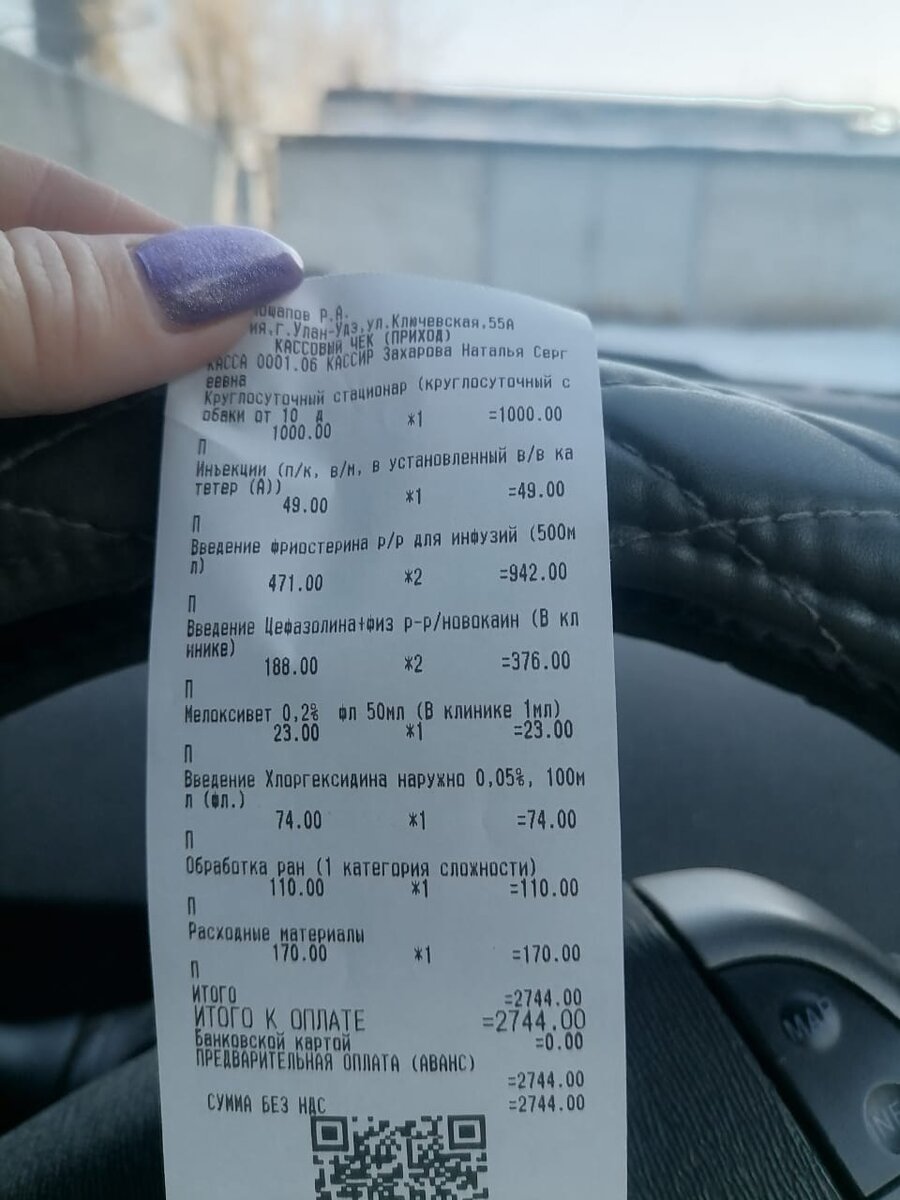 Р.А.
г.Улан-Удэ,ул.Ключевская,55А
КАССОВЫЙ ЧЕК (ПРИХОД)
КАССА 0001.06 КАССИР Захарова Наталья Серг
еевна
Круглосуточный стационар (круглосуточный с
обаки от 10 д
1000.00 *1 =1000.00
П
Инъекции (п/к, в/м, в установленный в/в ка
тетер (А))
49.00 *1 =49.00
П
Введение фриостерина р/р для инфузий (500м
л)
471.00 *2 =942.00
П
Введение Цефазолина+физ р-р/новокаин (В кл
инике)
188.00 *2 =376.00
П
Мелоксивет 0,2% фл 50мл (В клинике 1мл)
23.00 *1 =23.00
П
Введение Хлоргексидина наружно 0,05%, 100м
л (фл.)
74.00 *1 =74.00
П
Обработка ран (1 категория сложности)
110.00 *1 =110.00
П
Расходные материалы
170.00 *1 =170.00
П
ИТОГО =2744.00
ИТОГО К ОПЛАТЕ =2744.00
Банковской картой =0.00
ПРЕДВАРИТЕЛЬНАЯ ОПЛАТА (АВАНС)
=2744.00
СУММА БЕЗ НДС =2744.00
MAP